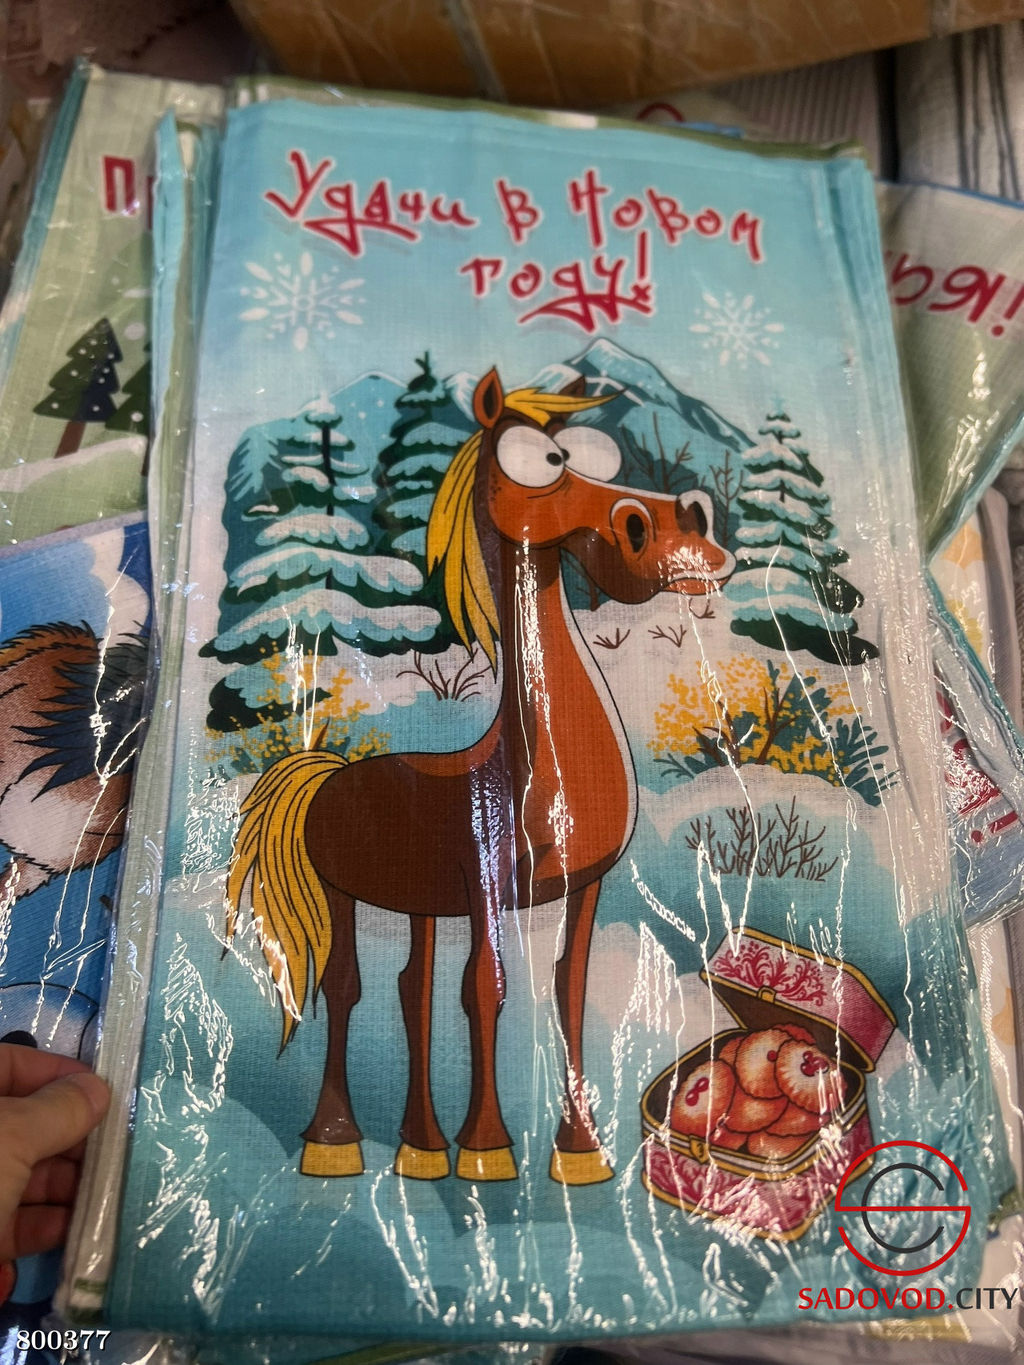 Удачи в Новом
году!
SADOVOD.CITY
800377